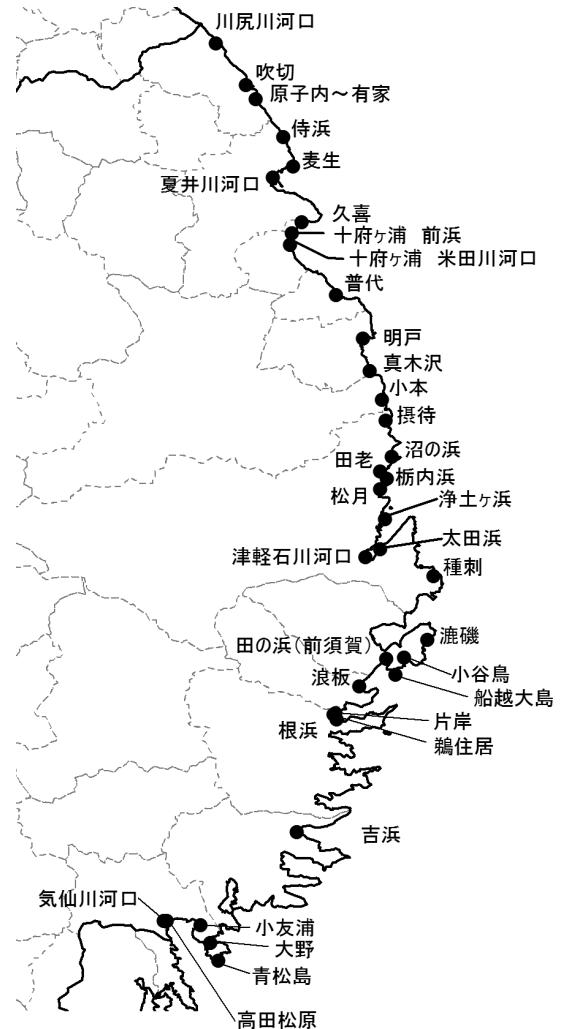 川尻川河口
吹切
原子内～有家
侍浜
麦生
夏井川河口
久喜
十府ヶ浦 前浜
十府ヶ浦 米田川河口
普代
明戸
真木沢
小本
摂待
沼の浜
田老
栃内浜
松月
浄土ヶ浜
太田浜
津軽石川河口
種刺
漉磯
田の浜(前須賀)
小谷鳥
浪板
船越大島
片岸
根浜
鵜住居
吉浜
気仙川河口
小友浦
大野
青松島
高田松原